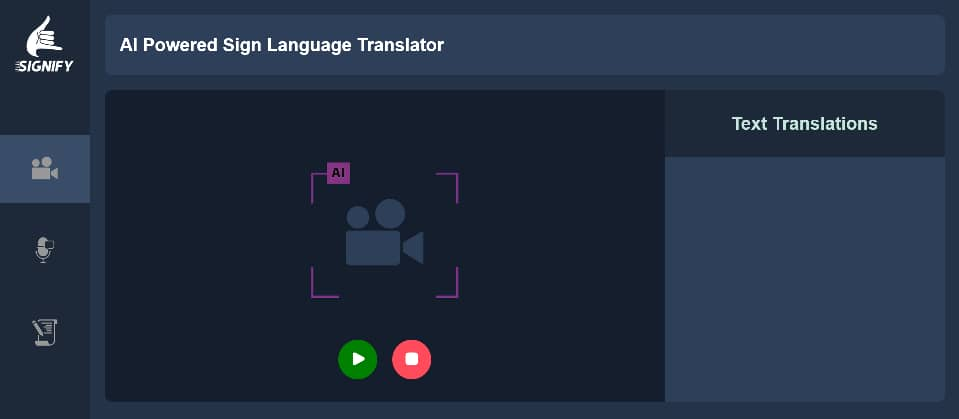 SIGNIFY
AI Powered Sign Language Translator
Text Translations
AI